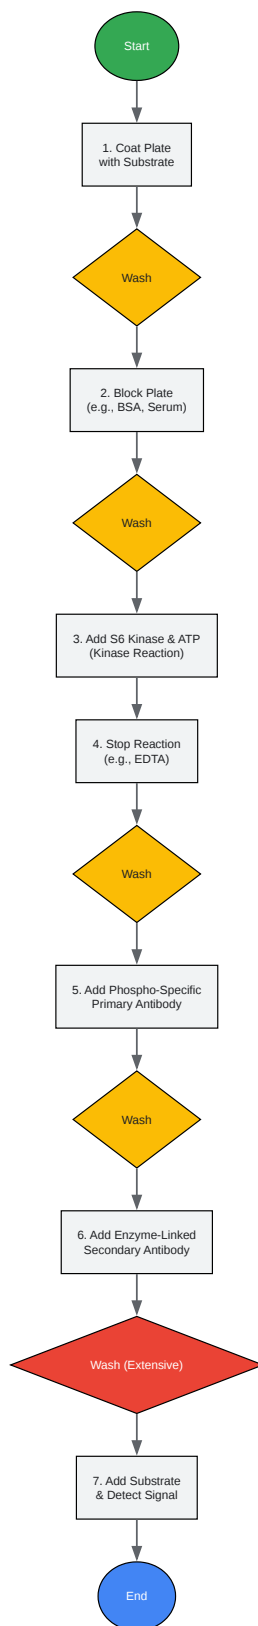 Start
1. Coat Plate
with Substrate
Wash
2. Block Plate
(e.g., BSA, Serum)
Wash
3. Add S6 Kinase & ATP
(Kinase Reaction)
4. Stop Reaction
(e.g., EDTA)
Wash
5. Add Phospho-Specific
Primary Antibody
Wash
6. Add Enzyme-Linked
Secondary Antibody
Wash (Extensive)
7. Add Substrate
& Detect Signal
End